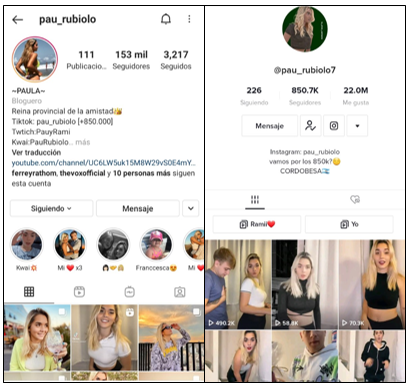 pau_rubiolo
111 153 mil 3,217
Publicacio... Seguidores Seguidos
~PAULA~
Bloguero
Reina provincial de la amistad👑
Tiktok: pau_rubiolo [+850.000]
Twtich:PauyRami
Kwai:PauRubiolo... más
Ver traducción
youtube.com/channel/UC6LW5uk15M8W29vS0E4mY...
ferreyrathom, thevoxofficial y 10 personas más siguen
esta cuenta
Siguiendo Mensaje
Kwai💥 Mi ❤️ x3 Franccesca😍 Mi ❤️
@pau_rubiolo7
226 850.7K 22.0M
Siguiendo Seguidores Me gusta
Mensaje
Instagram: pau_rubiolo
vamos por los 850k?
CORDOBESA🇦🇷
Rami❤️ Yo
490.2K 58.8K 70.3K